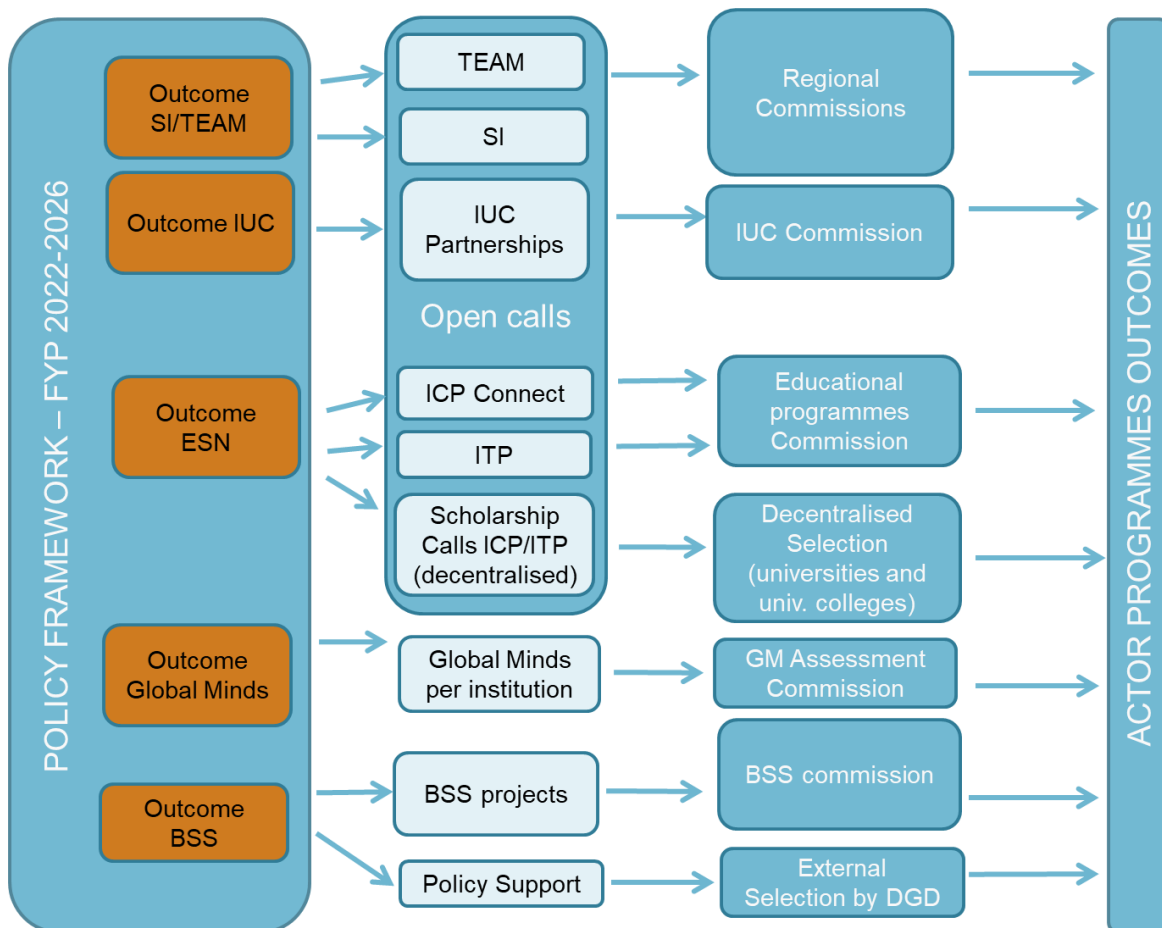 POLICY FRAMEWORK – FYP 2022-2026
Outcome
SI/TEAM
Outcome IUC
Outcome
ESN
Outcome
Global Minds
Outcome
BSS
TEAM
SI
IUC
Partnerships
Open calls
ICP Connect
ITP
Scholarship
Calls ICP/ITP
(decentralised)
Global Minds
per institution
BSS projects
Policy Support
Regional
Commissions
IUC Commission
Educational
programmes
Commission
Decentralised
Selection
(universities and
univ. colleges)
GM Assessment
Commission
BSS commission
External
Selection by DGD
ACTOR PROGRAMMES OUTCOMES